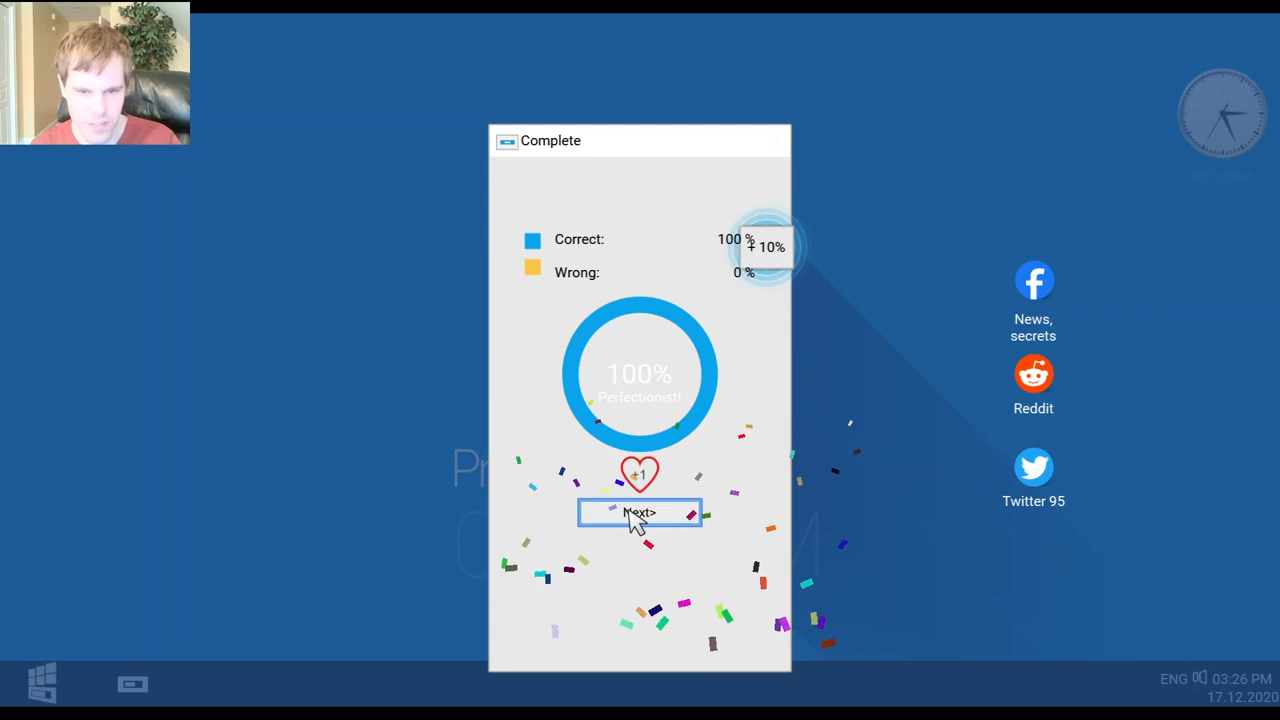 Complete
Correct: 100 %
+ 10%
Wrong: 0 %
100%
Perfectionist!
+1
Next>
News,
secrets
Reddit
Twitter 95
ENG 03:26 PM
17.12.2020